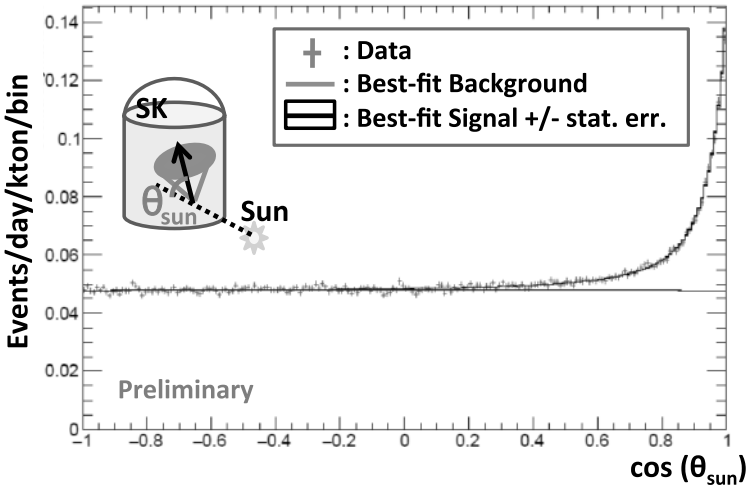 0.14
0.12
0.1
0.08
0.06
0.04
0.02
0
Events/day/kton/bin
: Data
: Best-fit Background
: Best-fit Signal +/- stat. err.
SK
θsun
Sun
Preliminary
−1 −0.8 −0.6 −0.4 −0.2 0 0.2 0.4 0.6 0.8 1
cos (θsun)